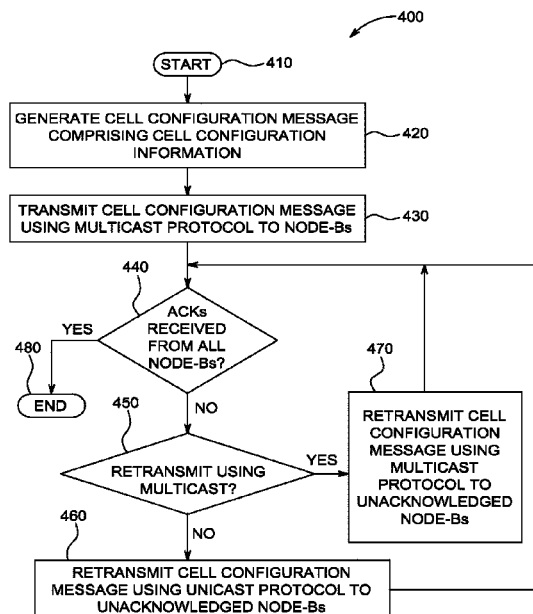 400
START
410
GENERATE CELL CONFIGURATION MESSAGE
COMPRISING CELL CONFIGURATION
INFORMATION
420
TRANSMIT CELL CONFIGURATION MESSAGE
USING MULTICAST PROTOCOL TO NODE-Bs
430
440
ACKs
RECEIVED
FROM ALL
NODE-Bs?
YES
480
END
NO
450
RETRANSMIT USING
MULTICAST?
YES
470
RETRANSMIT CELL
CONFIGURATION
MESSAGE USING
MULTICAST
PROTOCOL TO
UNACKNOWLEDGED
NODE-Bs
NO
460
RETRANSMIT CELL CONFIGURATION
MESSAGE USING UNICAST PROTOCOL TO
UNACKNOWLEDGED NODE-Bs